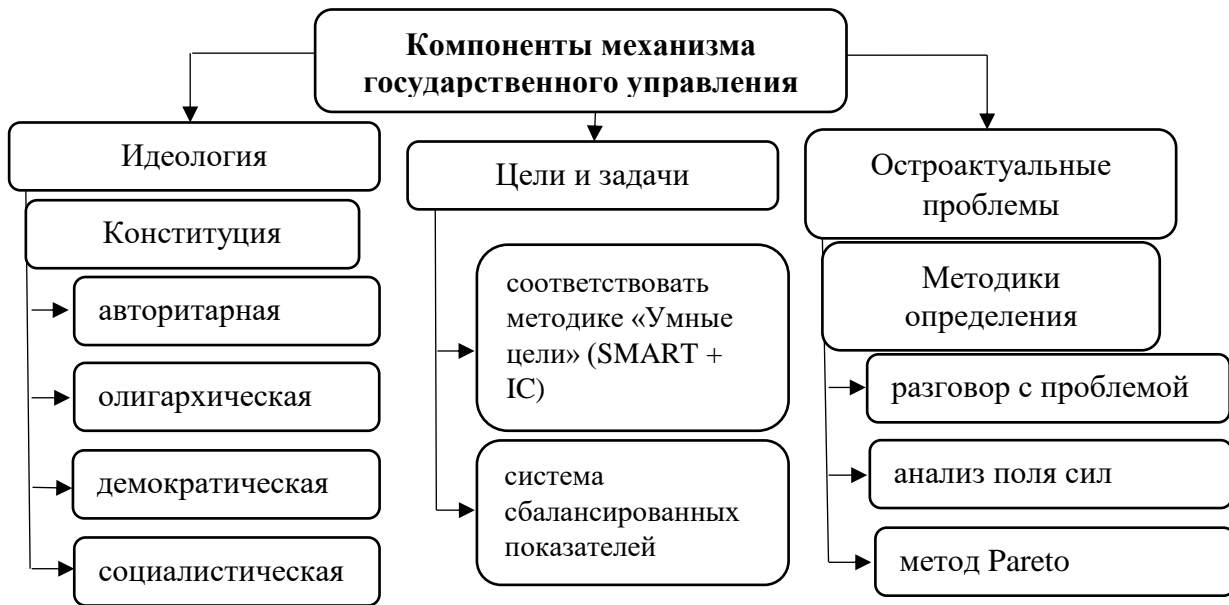 Компоненты механизма
государственного управления
Идеология
Конституция
авторитарная
олигархическая
демократическая
социалистическая
Цели и задачи
соответствовать
методике «Умные
цели» (SMART +
IC)
система
сбалансированных
показателей
Остроактуальные
проблемы
Методики
определения
разговор с проблемой
анализ поля сил
метод Pareto